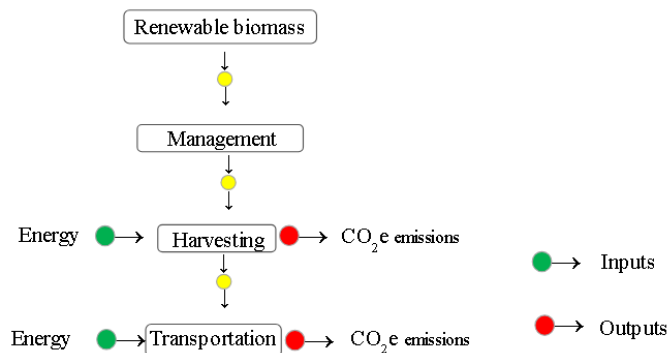 Renewable biomass
Management
Energy Harvesting CO₂e emissions
Inputs
Energy Transportation CO₂e emissions
Outputs